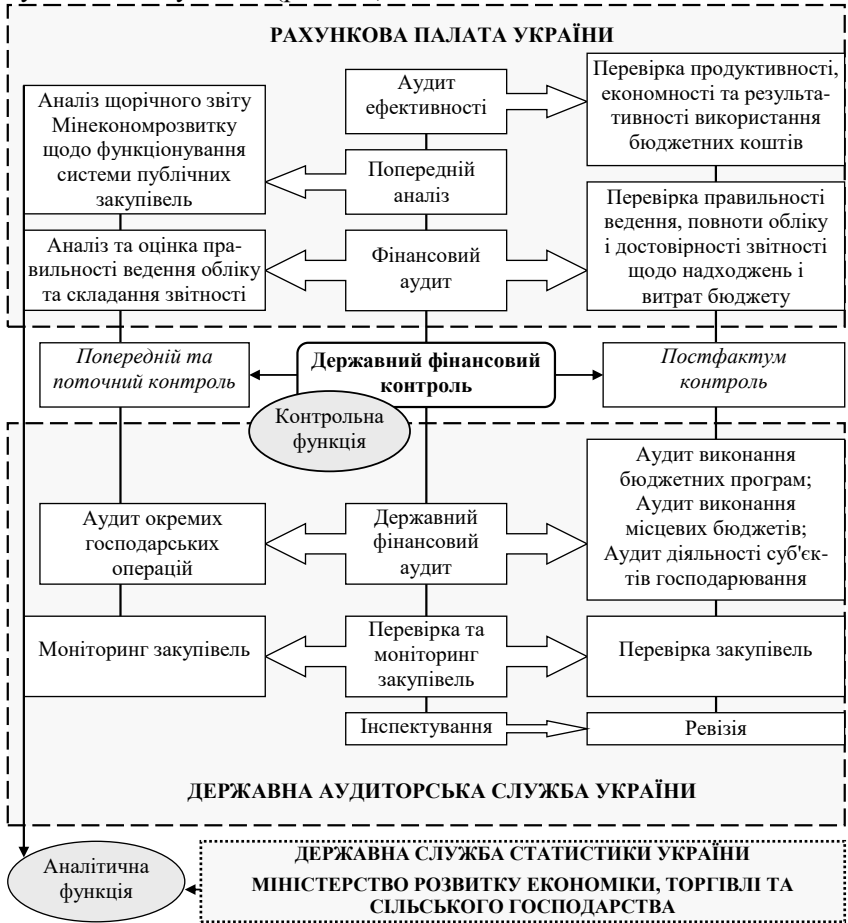 РАХУНКОВА ПАЛАТА УКРАЇНИ
Аналіз щорічного звіту
Мінекономрозвитку
щодо функціонування
системи публічних
закупівель
Аудит
ефективності
Перевірка продуктивності,
економності та результа-
тивності використання
бюджетних коштів
Попередній
аналіз
Аналіз та оцінка пра-
вильності ведення обліку
та складання звітності
Фінансовий
аудит
Перевірка правильності
ведення, повноти обліку
і достовірності звітності
щодо надходжень і
витрат бюджету
Попередній та
поточний контроль
Державний фінансовий
контроль
Постфактум
контроль
Контрольна
функція
Аудит окремих
господарських
операцій
Державний
фінансовий
аудит
Аудит виконання
бюджетних програм;
Аудит виконання
місцевих бюджетів;
Аудит діяльності суб'єк-
тів господарювання
Моніторинг закупівель
Перевірка та
моніторинг
закупівель
Перевірка закупівель
Інспектування
Ревізія
ДЕРЖАВНА АУДИТОРСЬКА СЛУЖБА УКРАЇНИ
Аналітична
функція
ДЕРЖАВНА СЛУЖБА СТАТИСТИКИ УКРАЇНИ
МІНІСТЕРСТВО РОЗВИТКУ ЕКОНОМІКИ, ТОРГІВЛІ ТА
СІЛЬСЬКОГО ГОСПОДАРСТВА